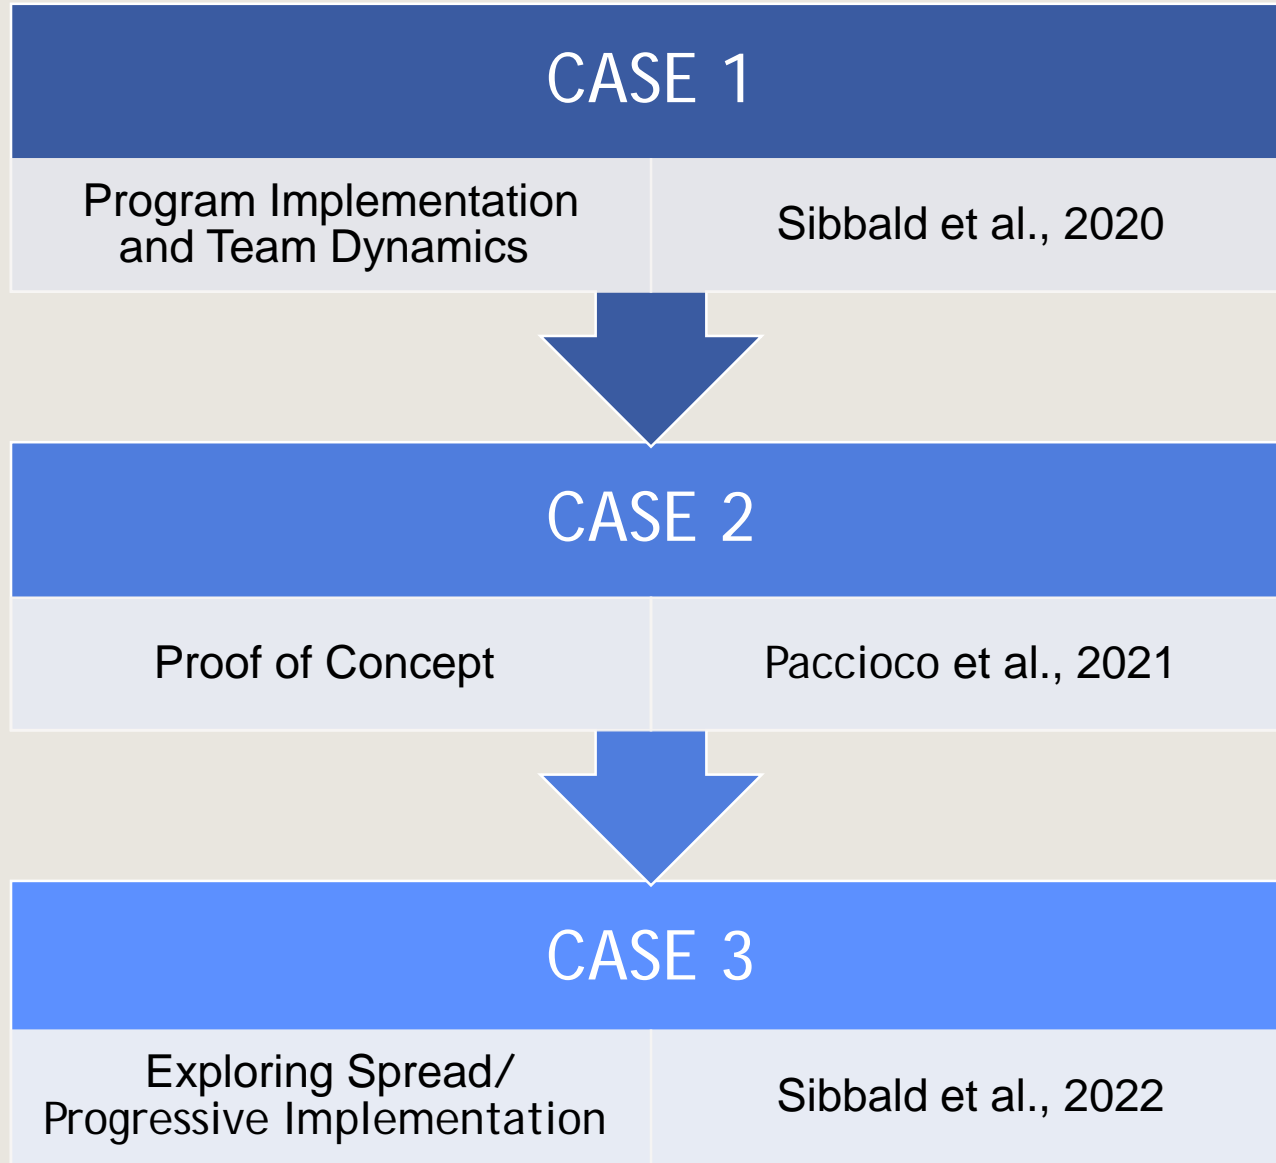 CASE 1
Program Implementation
and Team Dynamics
Sibbald et al., 2020
CASE 2
Proof of Concept
Paccioco et al., 2021
CASE 3
Exploring Spread/
Progressive Implementation
Sibbald et al., 2022